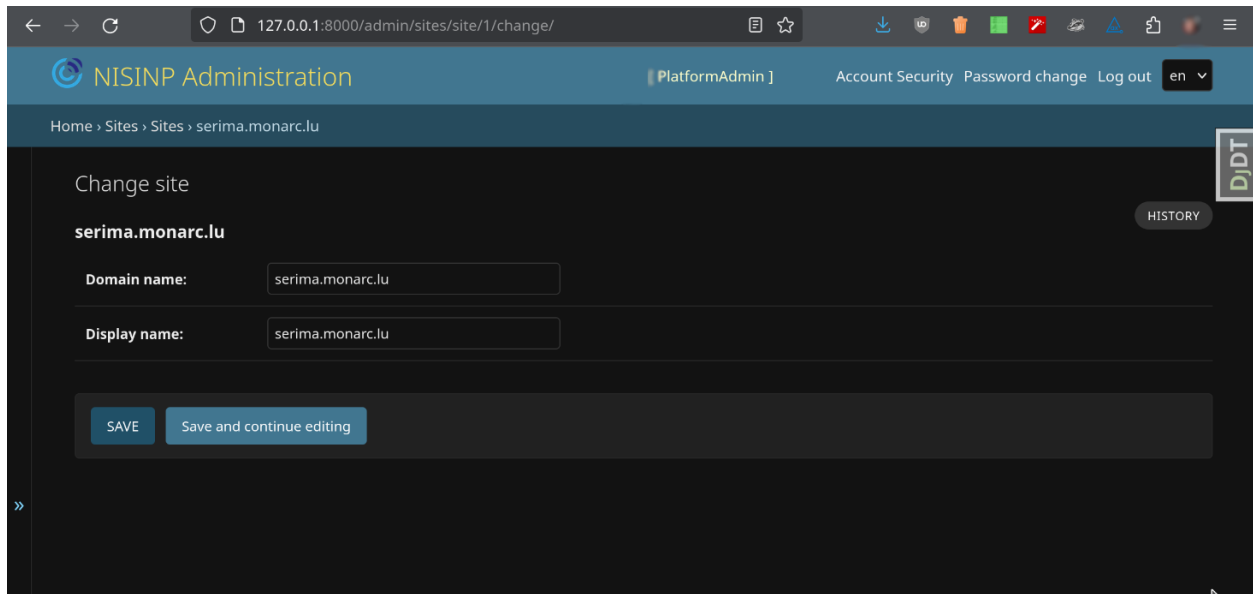 127.0.0.1:8000/admin/sites/site/1/change/
NISINP Administration
[ PlatformAdmin ]
Account Security Password change Log out en
Home › Sites › Sites › serima.monarc.lu
DjDT
Change site
HISTORY
serima.monarc.lu
Domain name: serima.monarc.lu
Display name: serima.monarc.lu
SAVE Save and continue editing
»